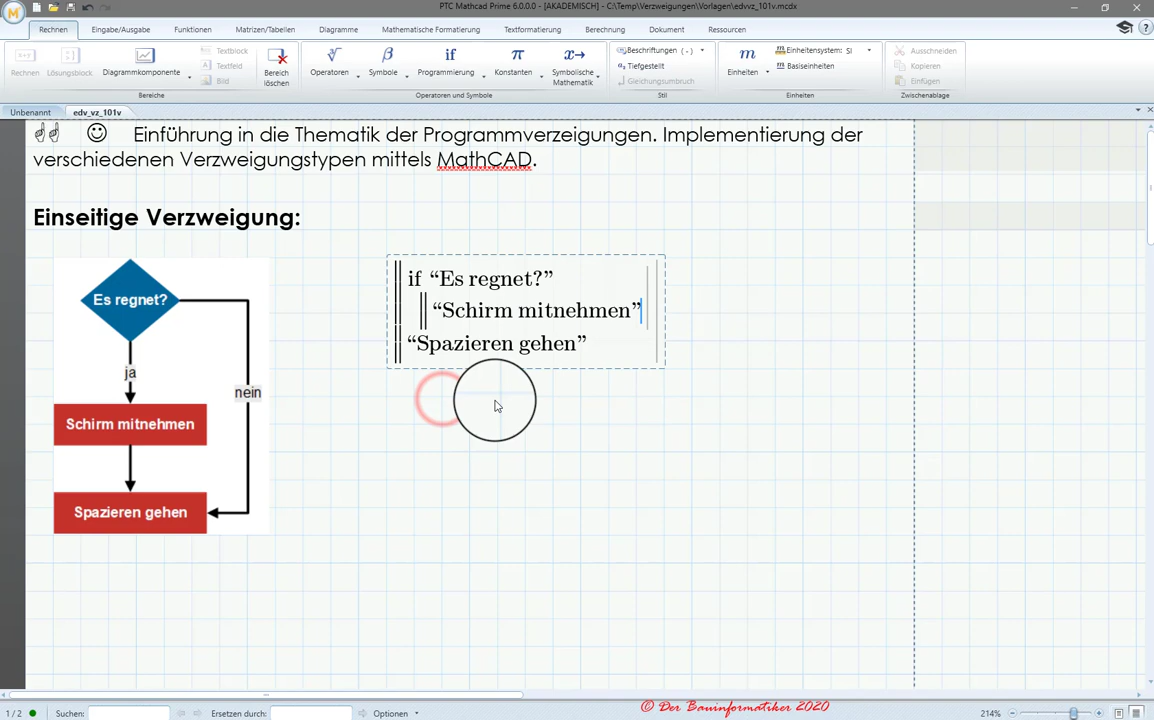 PTC Mathcad Prime 6.0.0.0 - [AKADEMISCH] - C:\Temp\Verzweigungen\Vorlagen\edvvz_101v.mcdx
Rechnen Eingabe/Ausgabe Funktionen Matrizen/Tabellen Diagramme Mathematische Formatierung Textformatierung Berechnung Dokument Ressourcen
Rechnen Lösungsblock Diagrammkomponente Textblock Textfeld Bild Bereich löschen
Operatoren Symbole Programmierung Konstanten Symbolische Mathematik
Beschriftungen ( - ) Tiefgestellt Gleichungsumbruch
Einheiten Einheitensystem: SI Basiseinheiten
Ausschneiden Kopieren Einfügen
Bereiche Operatoren und Symbole Stil Einheiten Zwischenablage
Unbenannt edv_vz_101v
Einführung in die Thematik der Programmverzeigungen. Implementierung der
verschiedenen Verzweigungstypen mittels MathCAD.
Einseitige Verzweigung:
Es regnet?
ja
nein
Schirm mitnehmen
Spazieren gehen
if “Es regnet?”
“Schirm mitnehmen”
“Spazieren gehen”
1 / 2 Suchen: Ersetzen durch: Optionen 214%
© Der Bauinformatiker 2020